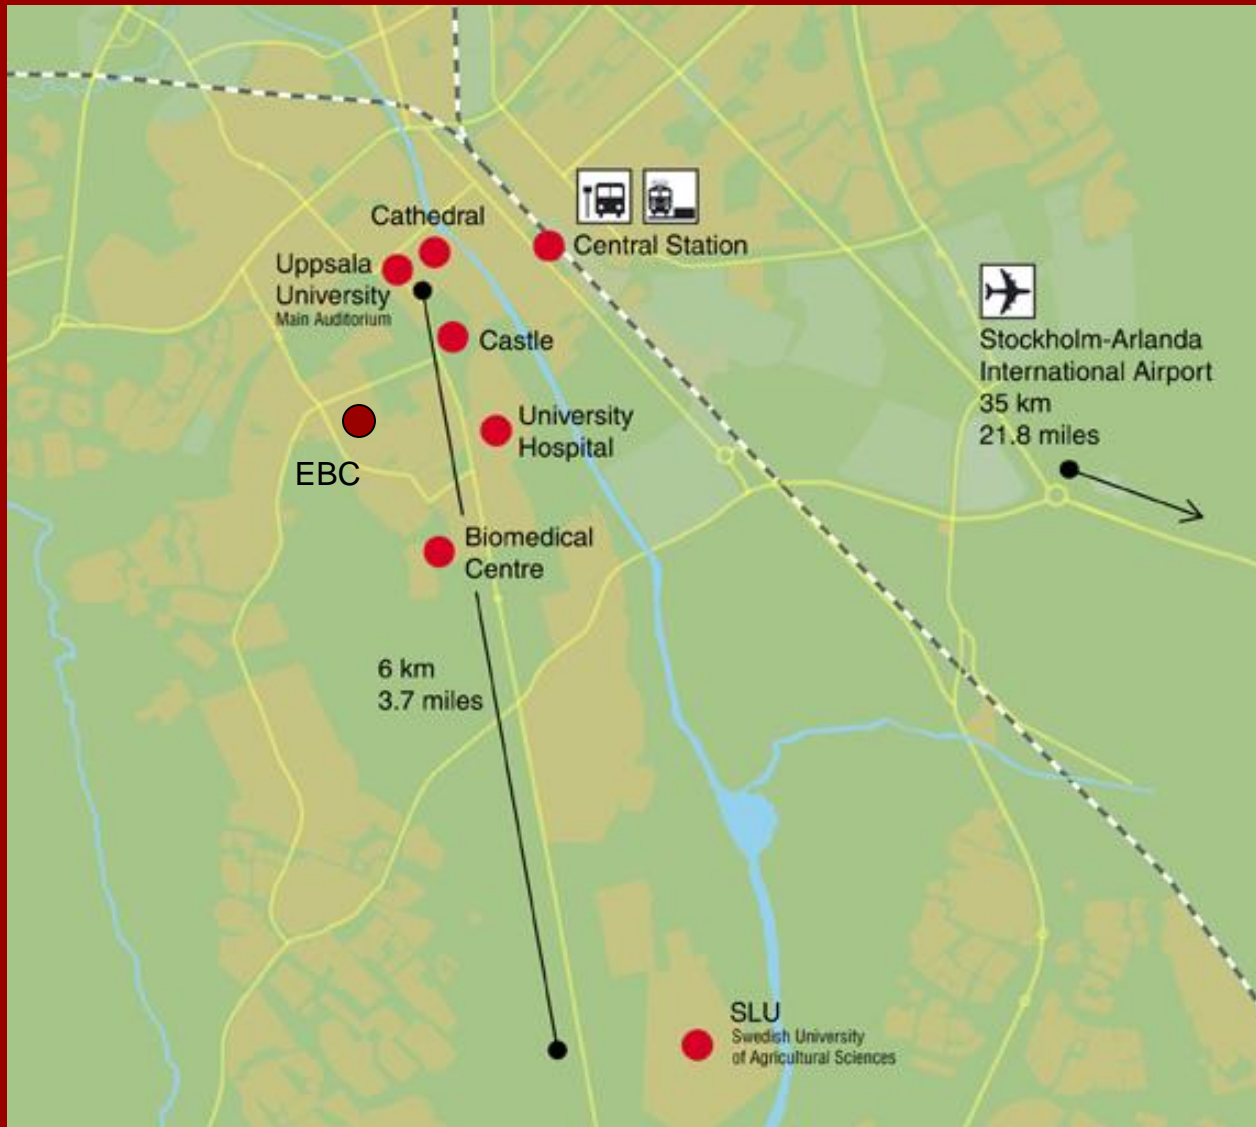 Cathedral
Central Station
Uppsala
University
Main Auditorium
Castle
Stockholm-Arlanda
International Airport
35 km
21.8 miles
University
Hospital
EBC
Biomedical
Centre
6 km
3.7 miles
SLU
Swedish University
of Agricultural Sciences